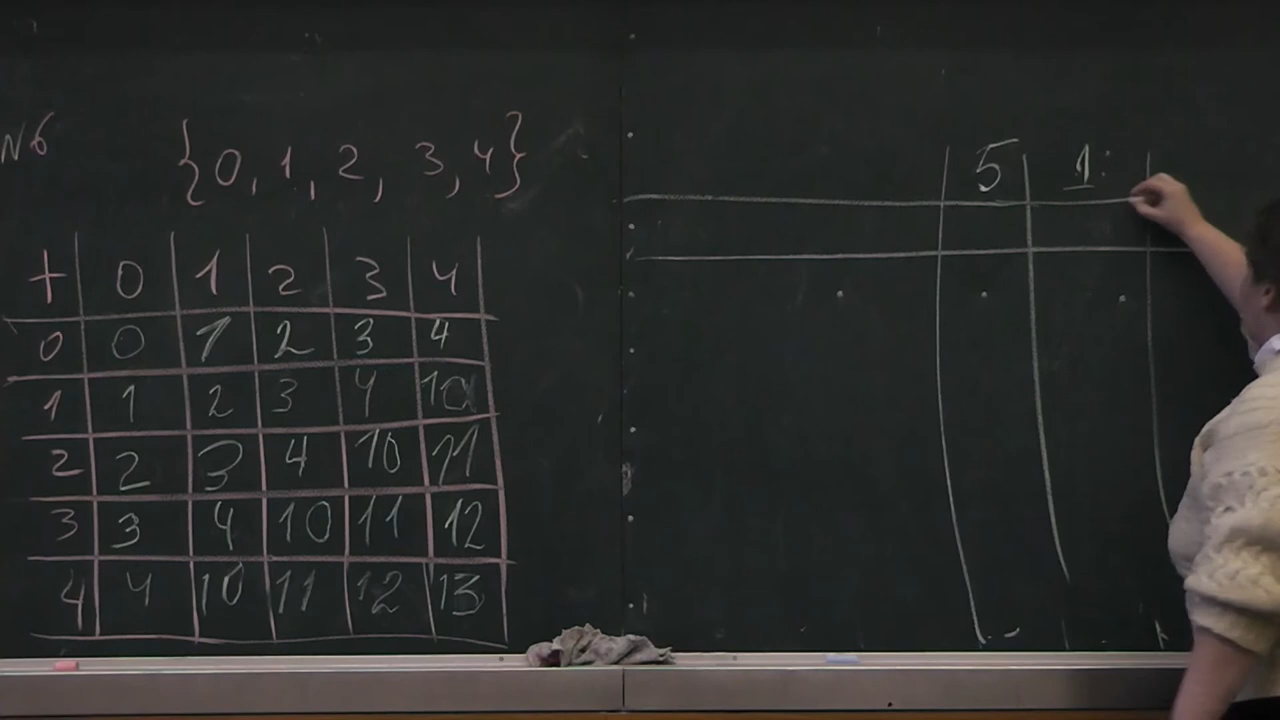 №6
{0, 1, 2, 3, 4}
+ 0 1 2 3 4
0 0 1 2 3 4
1 1 2 3 4 10
2 2 3 4 10 11
3 3 4 10 11 12
4 4 10 11 12 13
5 1: